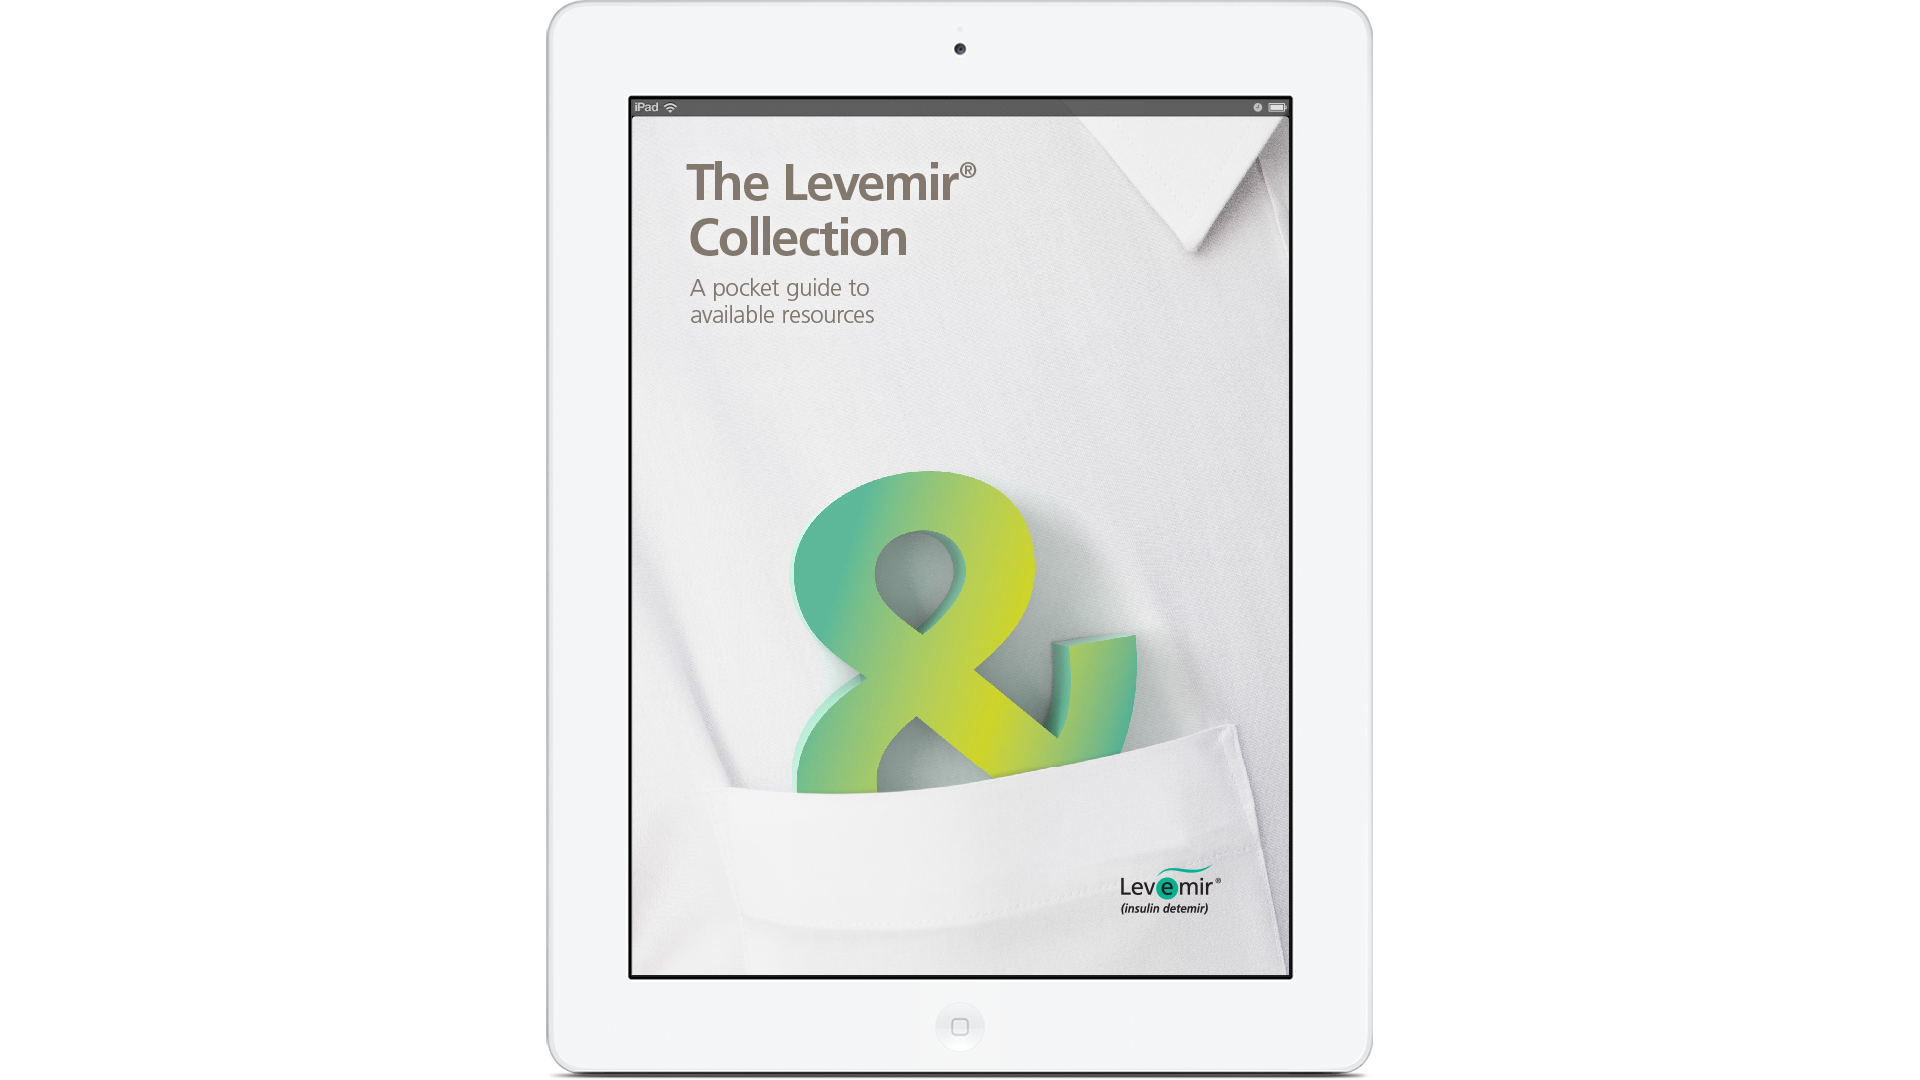 iPad
The Levemir®
Collection
A pocket guide to
available resources
&
Levemir®
(insulin detemir)